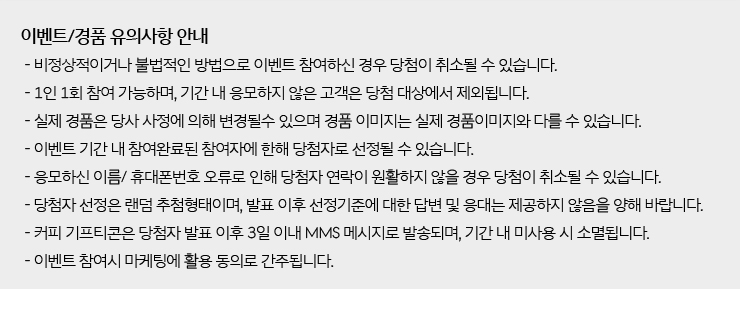 이벤트/경품 유의사항 안내
- 비정상적이거나 불법적인 방법으로 이벤트 참여하신 경우 당첨이 취소될 수 있습니다.
- 1인 1회 참여 가능하며, 기간 내 응모하지 않은 고객은 당첨 대상에서 제외됩니다.
- 실제 경품은 당사 사정에 의해 변경될수 있으며 경품 이미지는 실제 경품이미지와 다를 수 있습니다.
- 이벤트 기간 내 참여완료된 참여자에 한해 당첨자로 선정될 수 있습니다.
- 응모하신 이름/ 휴대폰번호 오류로 인해 당첨자 연락이 원활하지 않을 경우 당첨이 취소될 수 있습니다.
- 당첨자 선정은 랜덤 추첨형태이며, 발표 이후 선정기준에 대한 답변 및 응대는 제공하지 않음을 양해 바랍니다.
- 커피 기프티콘은 당첨자 발표 이후 3일 이내 MMS 메시지로 발송되며, 기간 내 미사용 시 소멸됩니다.
- 이벤트 참여시 마케팅에 활용 동의로 간주됩니다.